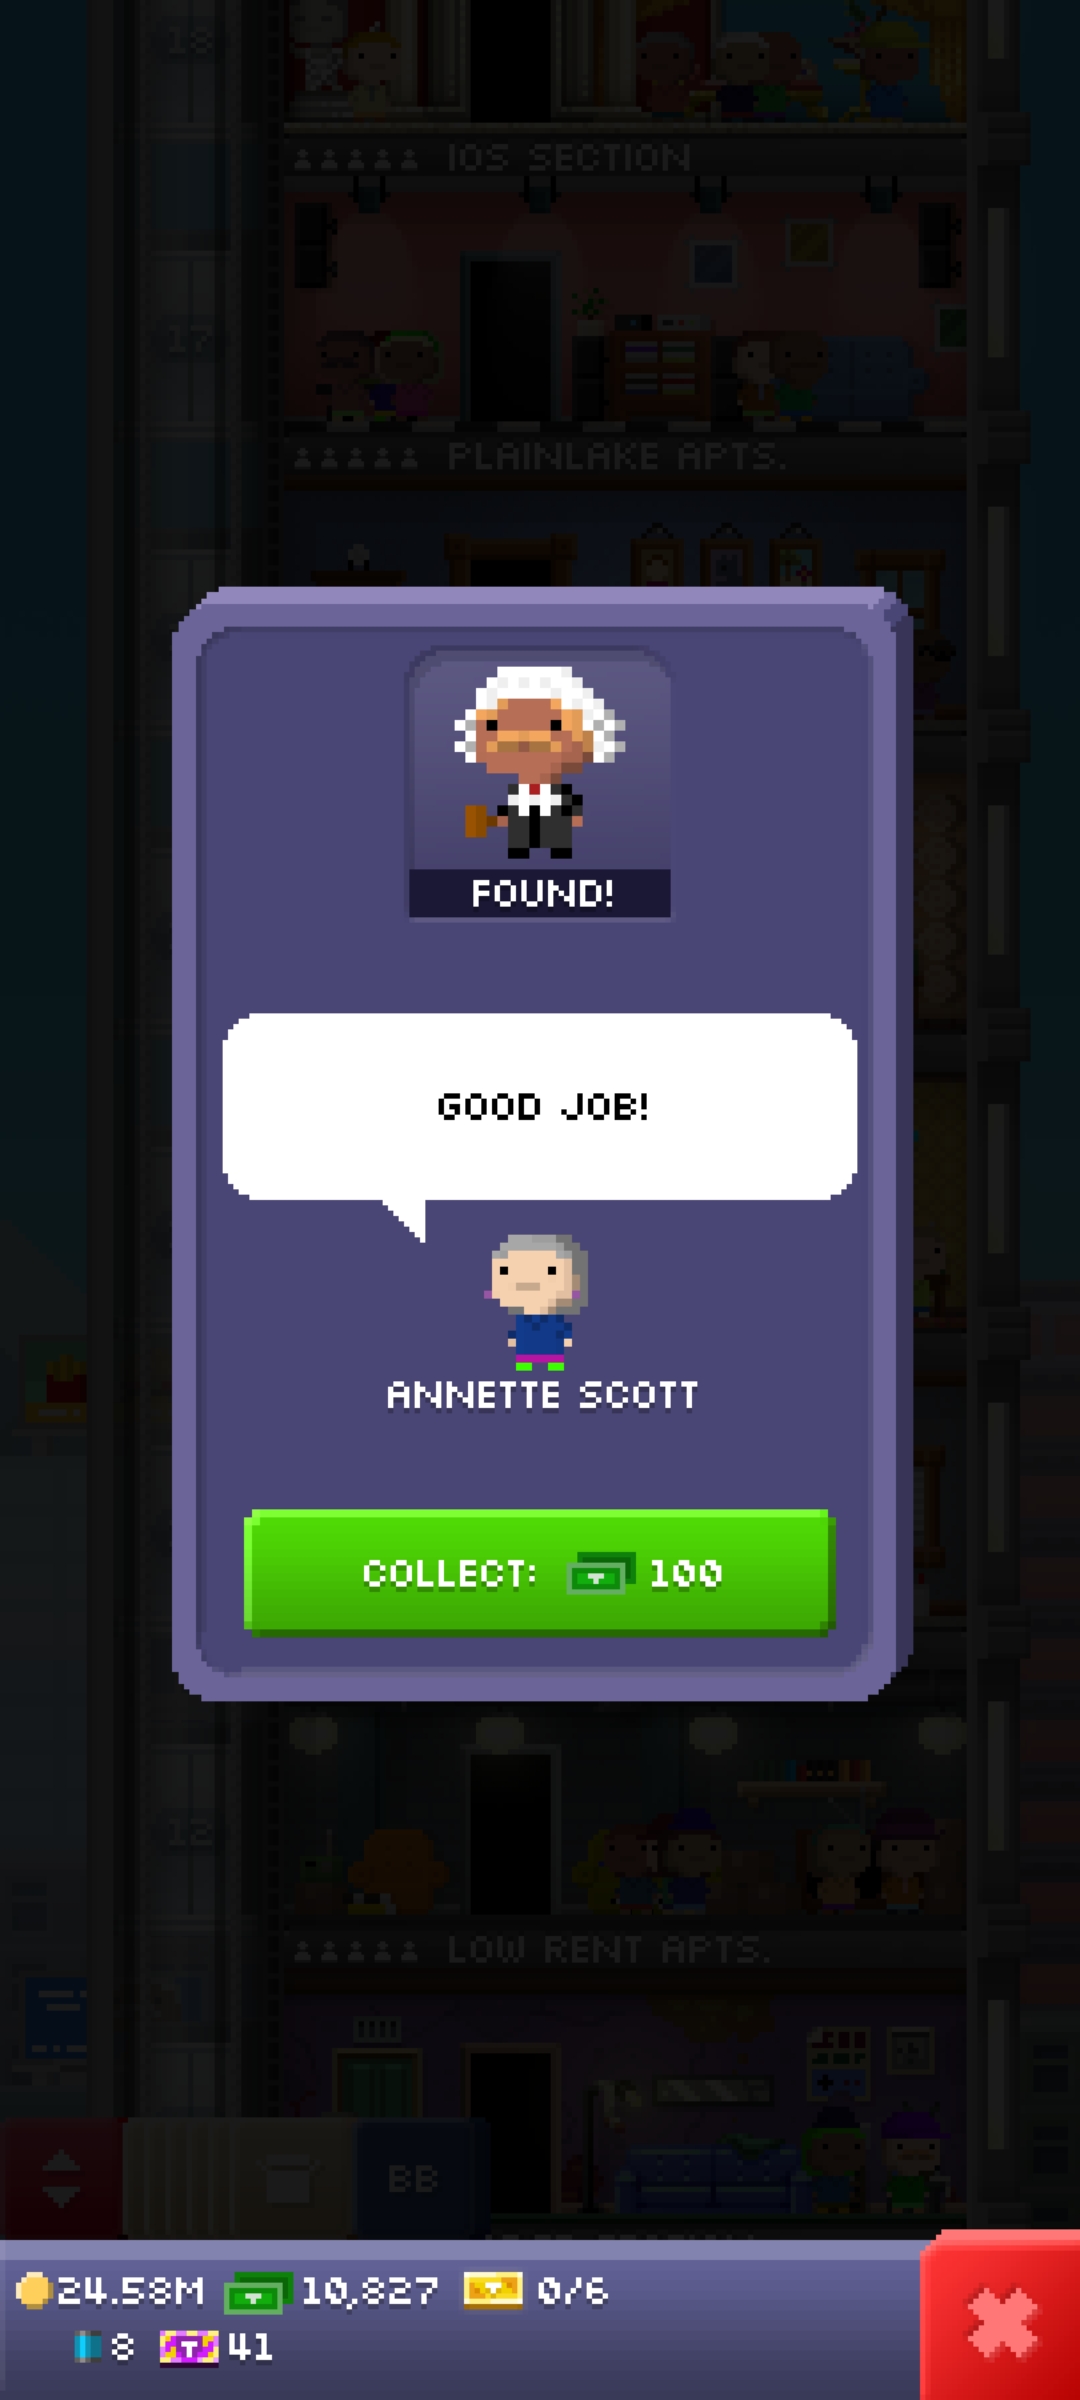 18
IOS SECTION
17
PLAINLAKE APTS.
FOUND!
GOOD JOB!
ANNETTE SCOTT
COLLECT: 100
12
LOW RENT APTS.
BB
24.58M 10,827 0/6
8 T 41